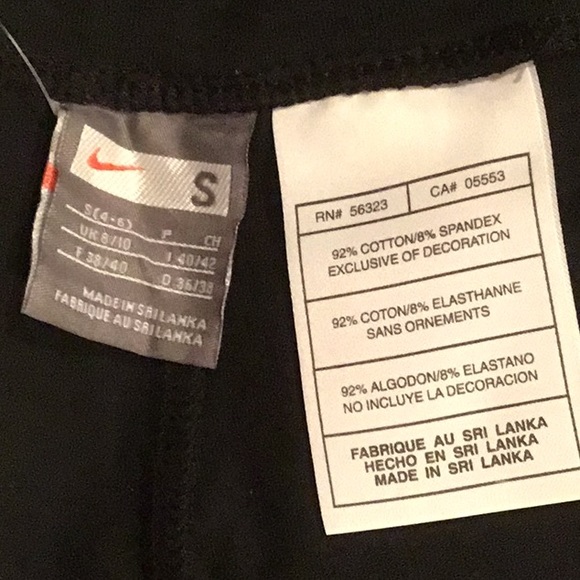 S
S(4-6) P CH
UK 8/10 I 40/42
F 38/40 D 36/38
MADE IN SRI LANKA
FABRIQUE AU SRI LANKA
RN# 56323 CA# 05553
92% COTTON/8% SPANDEX
EXCLUSIVE OF DECORATION
92% COTON/8% ELASTHANNE
SANS ORNEMENTS
92% ALGODON/8% ELASTANO
NO INCLUYE LA DECORACION
FABRIQUE AU SRI LANKA
HECHO EN SRI LANKA
MADE IN SRI LANKA